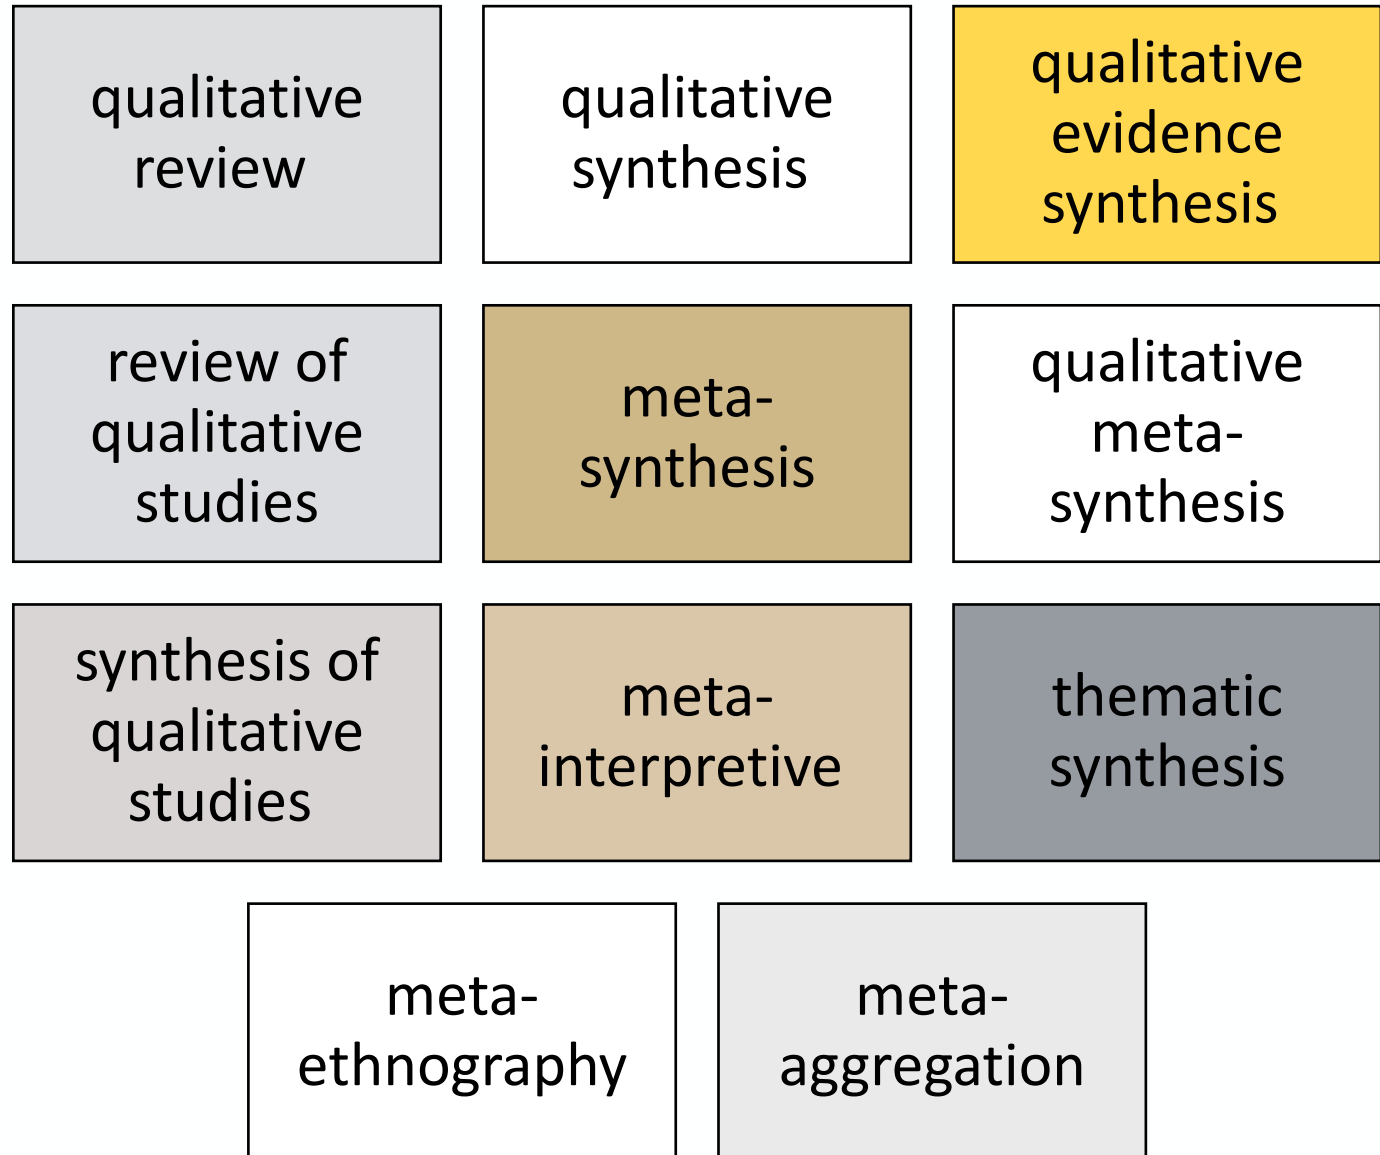 qualitative
review
qualitative
synthesis
qualitative
evidence
synthesis
review of
qualitative
studies
meta-
synthesis
qualitative
meta-
synthesis
synthesis of
qualitative
studies
meta-
interpretive
thematic
synthesis
meta-
ethnography
meta-
aggregation